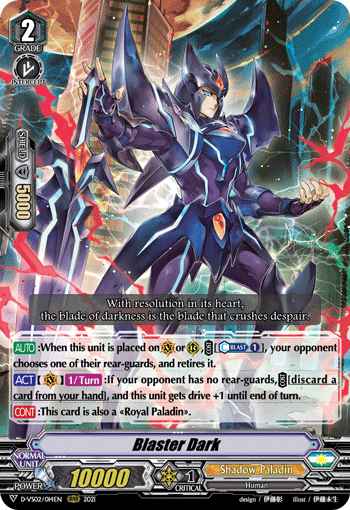 2
GRADE
INTERCEPT
SHIELD
5000
With resolution in its heart,
the blade of darkness is the blade that crushes despair.
AUTO :When this unit is placed on (V) or (R), [C BLAST 1], your opponent
chooses one of their rear-guards, and retires it.
ACT [(V)] 1/Turn :If your opponent has no rear-guards, [discard a
card from your hand], and this unit gets drive +1 until end of turn.
CONT :This card is also a «Royal Paladin».
Blaster Dark
NORMAL
UNIT
POWER
10000
1
CRITICAL
Shadow Paladin
Human
D-VS02/014EN RRR 2021
design / 伊藤彰 illust / 伊藤未生